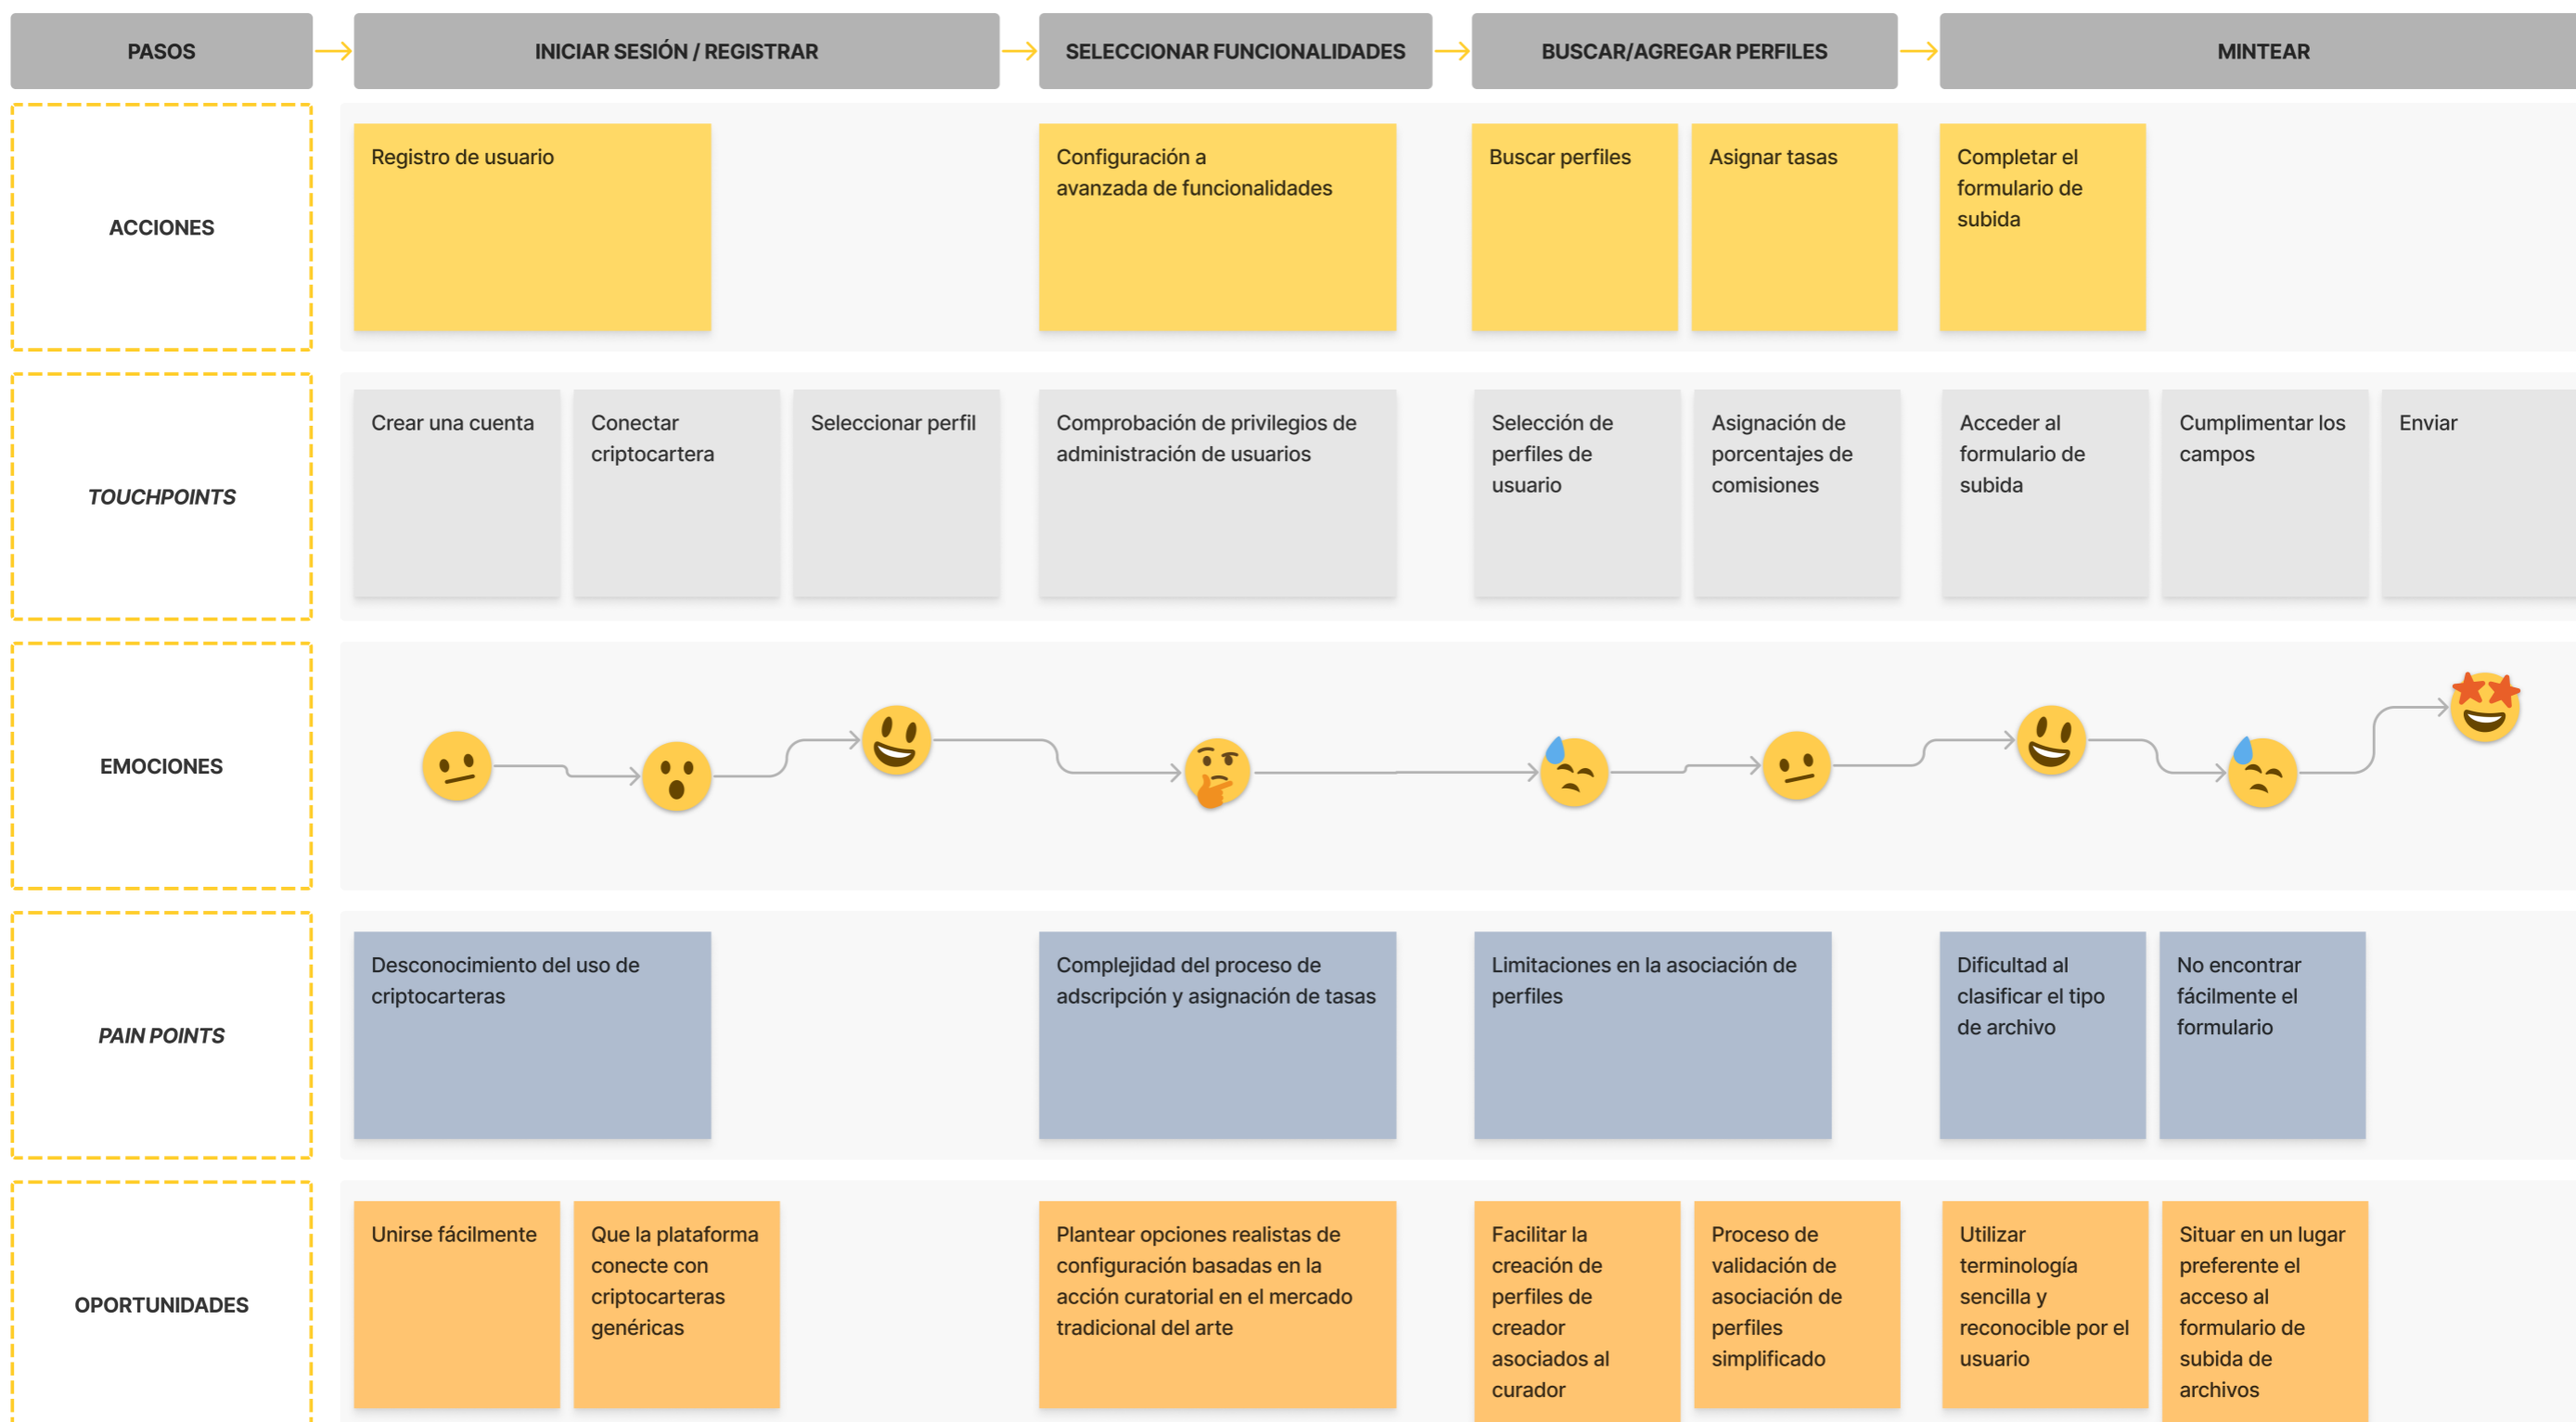 PASOS
INICIAR SESIÓN / REGISTRAR
SELECCIONAR FUNCIONALIDADES
BUSCAR/AGREGAR PERFILES
MINTEAR
ACCIONES
Registro de usuario
Configuración a
avanzada de funcionalidades
Buscar perfiles
Asignar tasas
Completar el
formulario de
subida
TOUCHPOINTS
Crear una cuenta
Conectar
criptocartera
Seleccionar perfil
Comprobación de privilegios de
administración de usuarios
Selección de
perfiles de
usuario
Asignación de
porcentajes de
comisiones
Acceder al
formulario de
subida
Cumplimentar los
campos
Enviar
EMOCIONES
PAIN POINTS
Desconocimiento del uso de
criptocarteras
Complejidad del proceso de
adscripción y asignación de tasas
Limitaciones en la asociación de
perfiles
Dificultad al
clasificar el tipo
de archivo
No encontrar
fácilmente el
formulario
OPORTUNIDADES
Unirse fácilmente
Que la plataforma
conecte con
criptocarteras
genéricas
Plantear opciones realistas de
configuración basadas en la
acción curatorial en el mercado
tradicional del arte
Facilitar la
creación de
perfiles de
creador
asociados al
curador
Proceso de
validación de
asociación de
perfiles
simplificado
Utilizar
terminología
sencilla y
reconocible por el
usuario
Situar en un lugar
preferente el
acceso al
formulario de
subida de
archivos